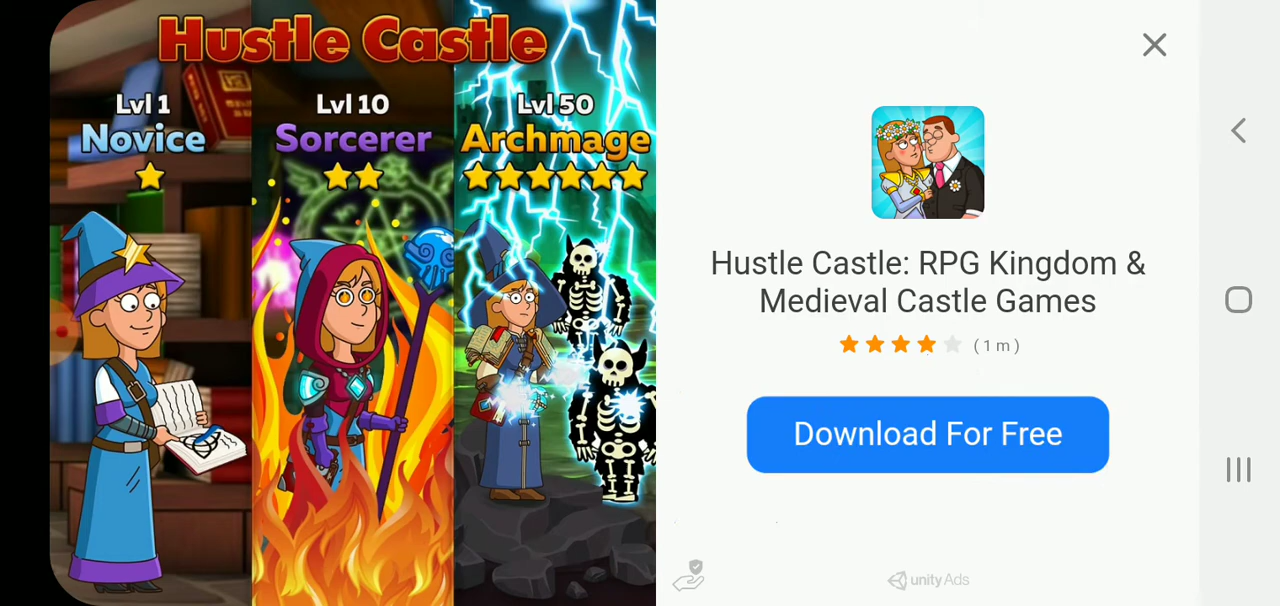 Hustle Castle
Lvl 1
Novice
Lvl 10
Sorcerer
Lvl 50
Archmage
Hustle Castle: RPG Kingdom &
Medieval Castle Games
( 1 m )
Download For Free
unity Ads